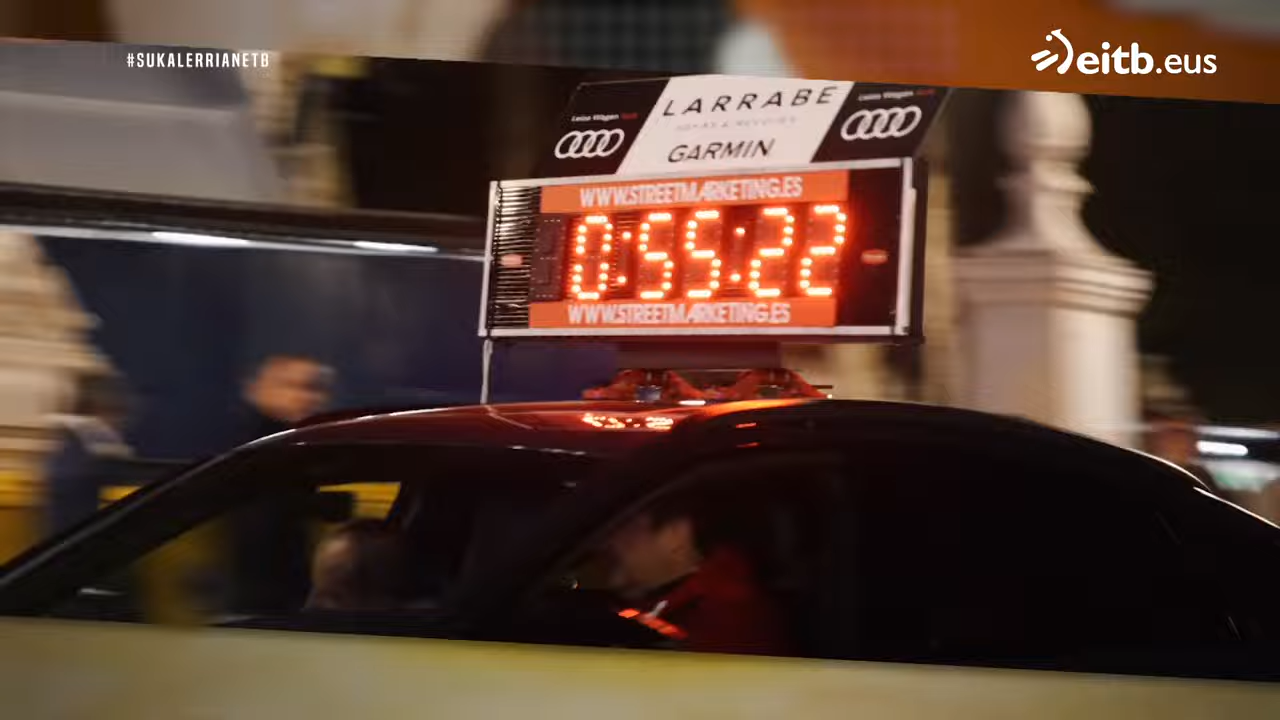 #SUKALERRIANETB
eitb.eus
LARRABE
GARMIN
WWW.STREETMARKETING.ES
0:55:22
WWW.STREETMARKETING.ES